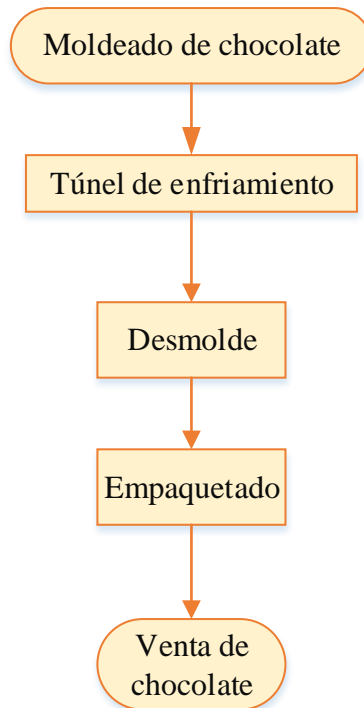 Moldeado de chocolate
Túnel de enfriamiento
Desmolde
Empaquetado
Venta de
chocolate